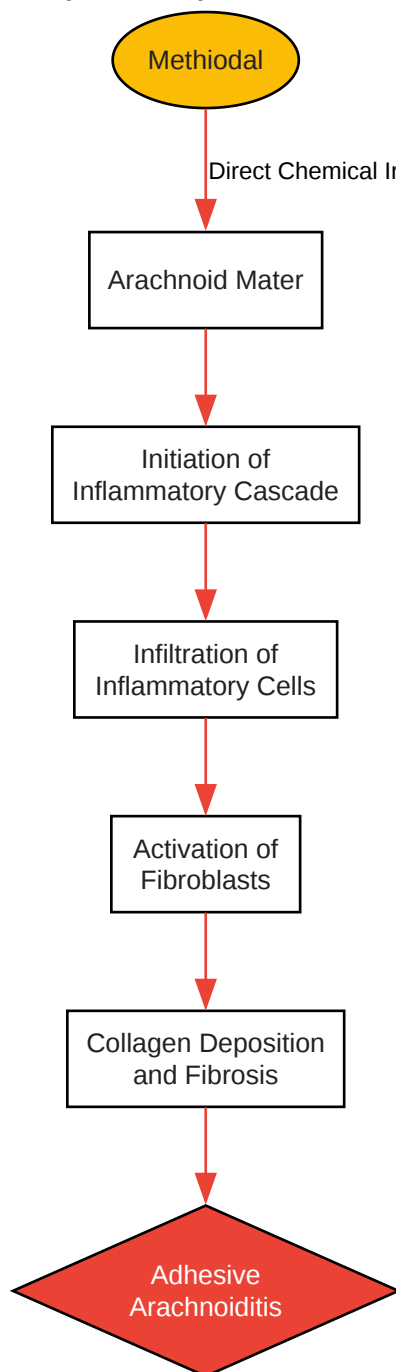 Methiodal
Direct Chemical
Arachnoid Mater
Initiation of
Inflammatory Cascade
Infiltration of
Inflammatory Cells
Activation of
Fibroblasts
Collagen Deposition
and Fibrosis
Adhesive
Arachnoiditis